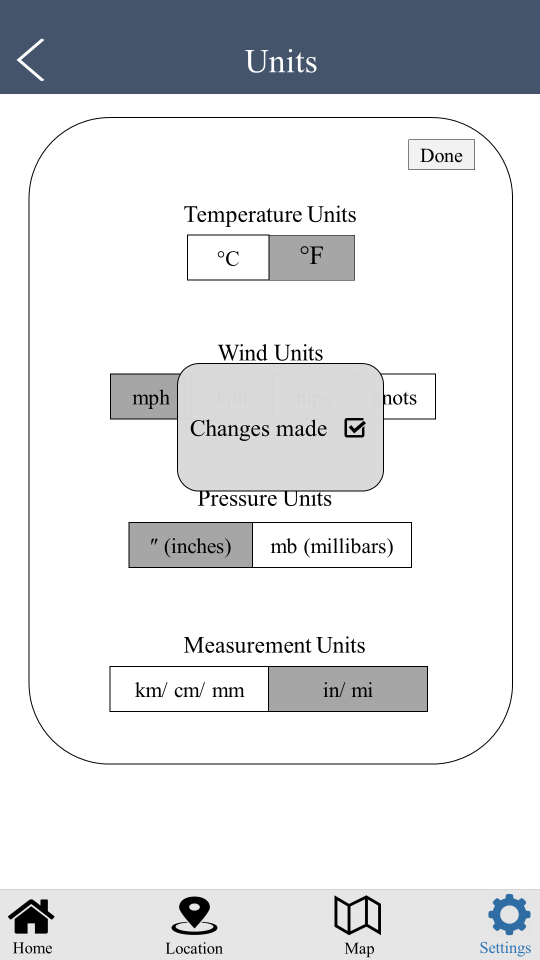 Units
Done
Temperature Units
°C °F
Wind Units
mph kph mps knots
Changes made
Pressure Units
″ (inches) mb (millibars)
Measurement Units
km/ cm/ mm in/ mi
Home Location Map Settings